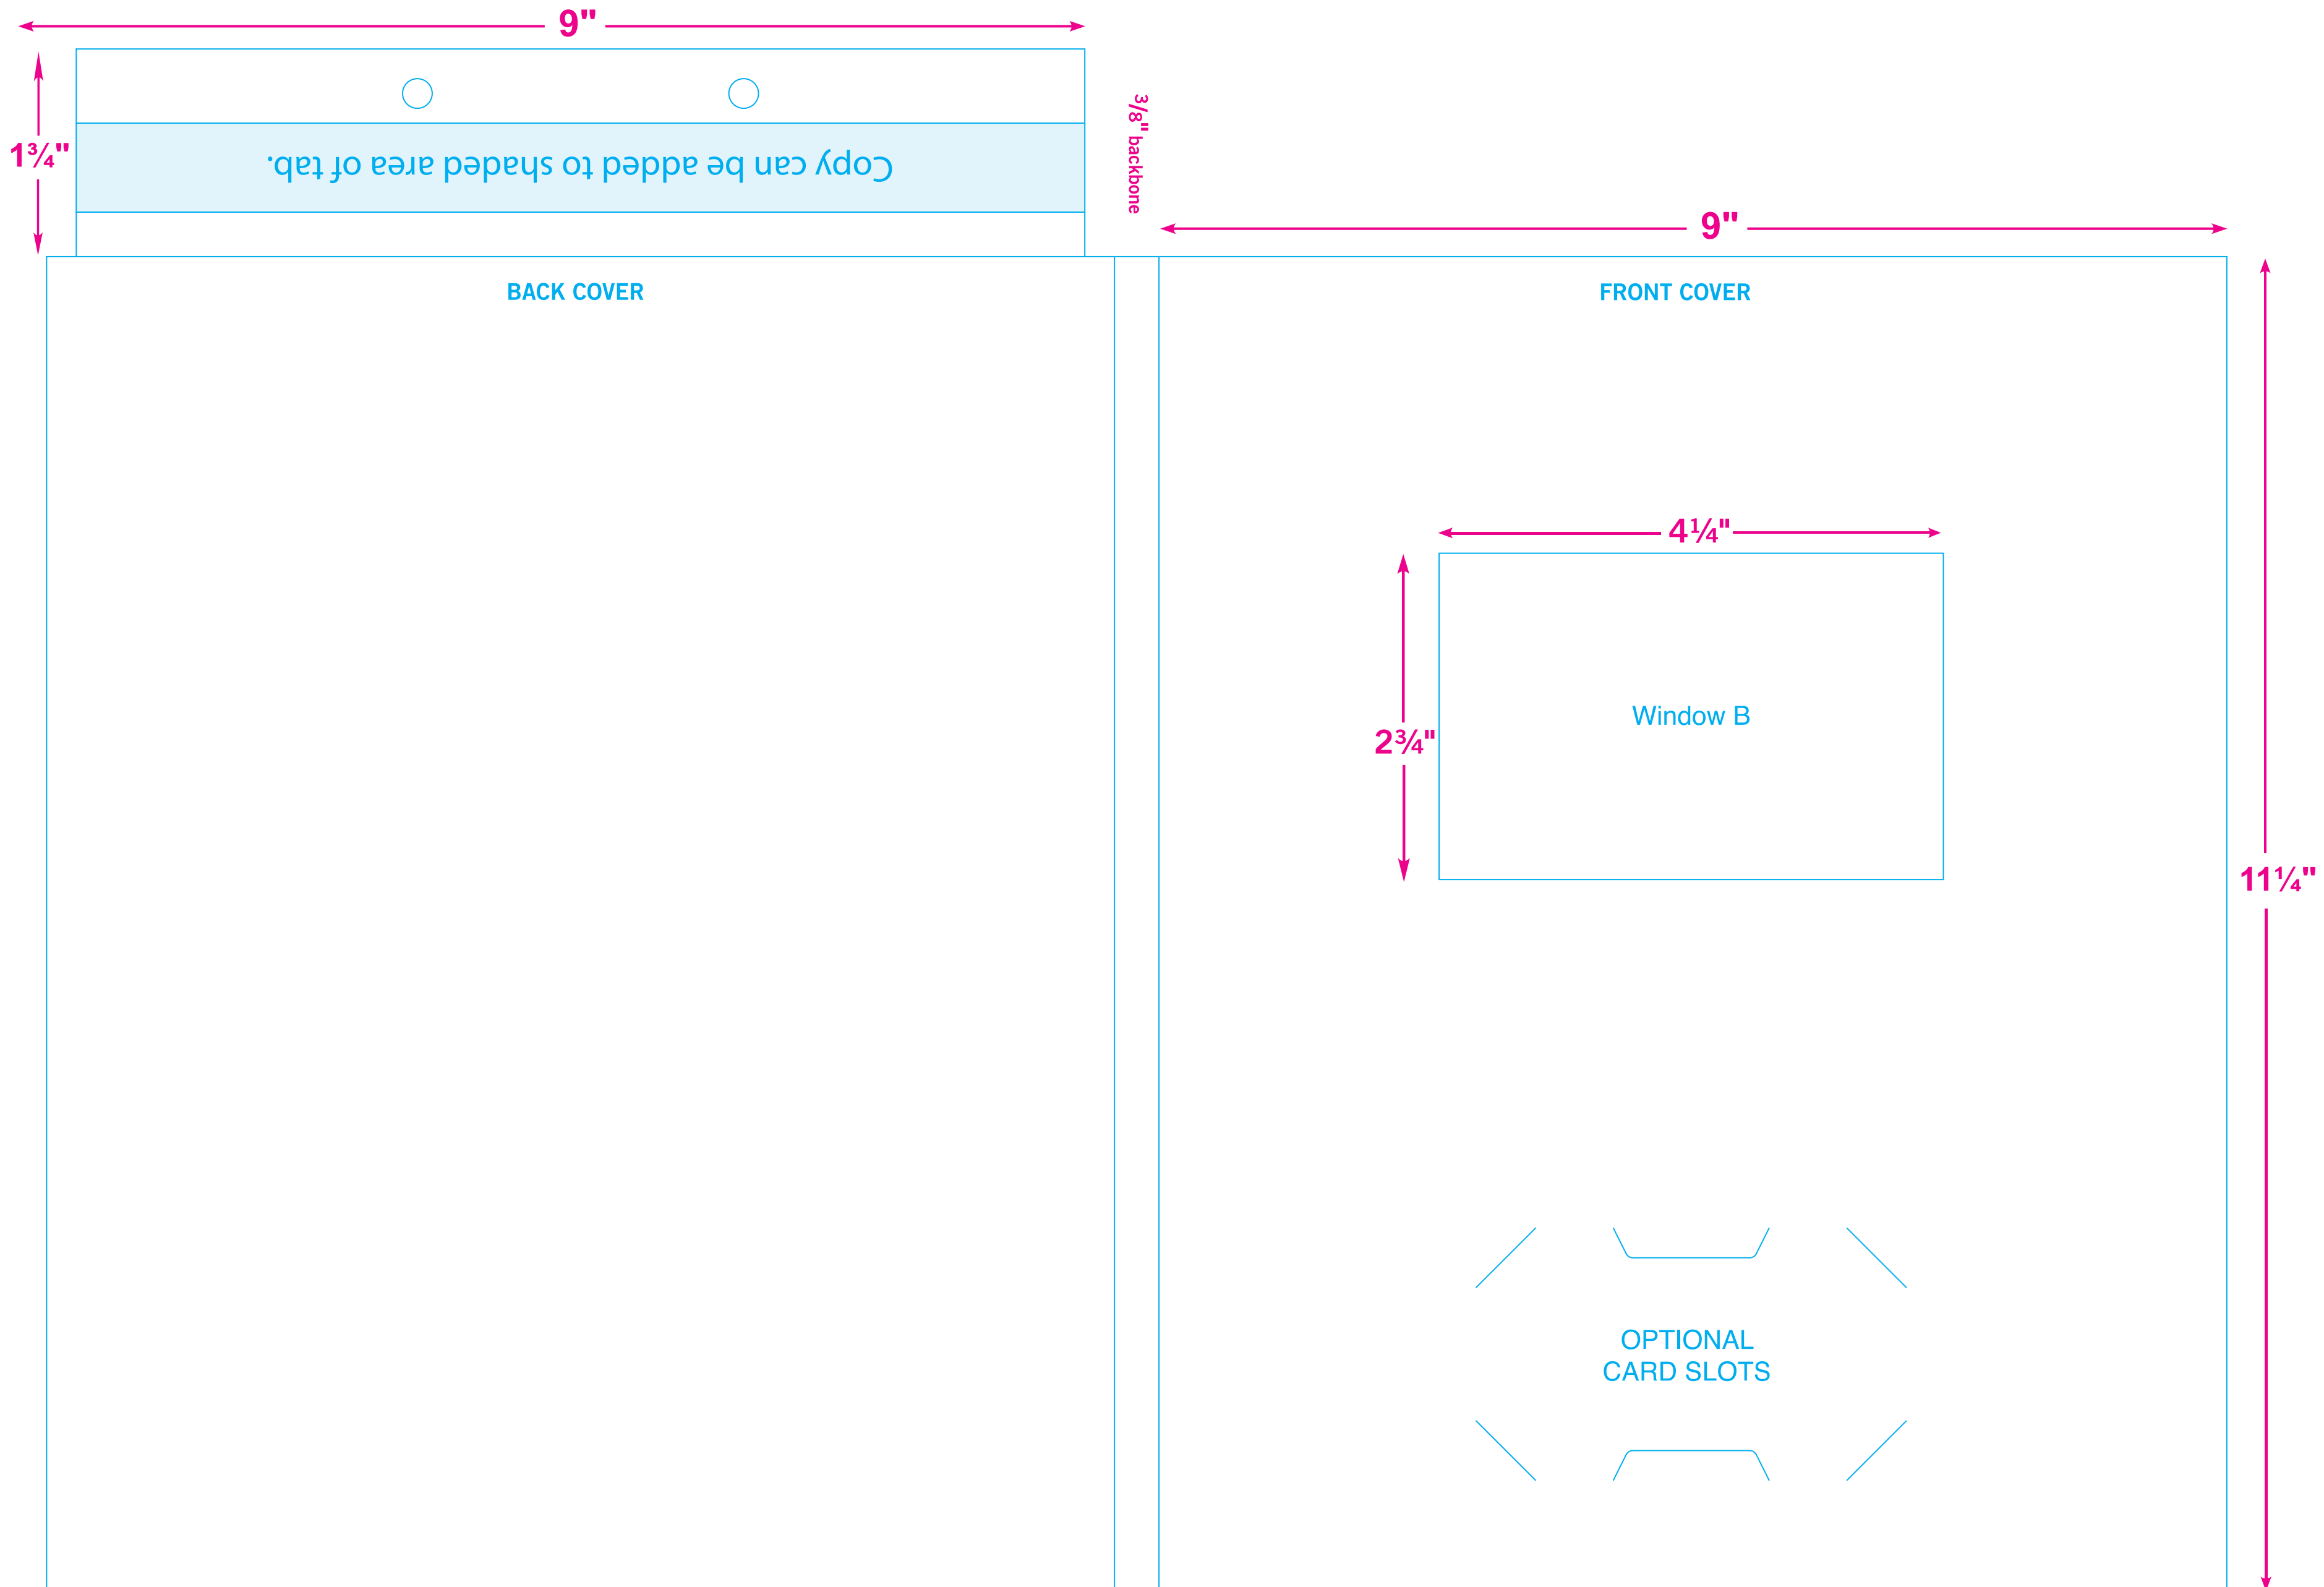 9"
1¾"
Copy can be added to shaded area of tab.
3/8" backbone
9"
BACK COVER
FRONT COVER
4¼"
Window B
2¾"
11¼"
OPTIONAL
CARD SLOTS